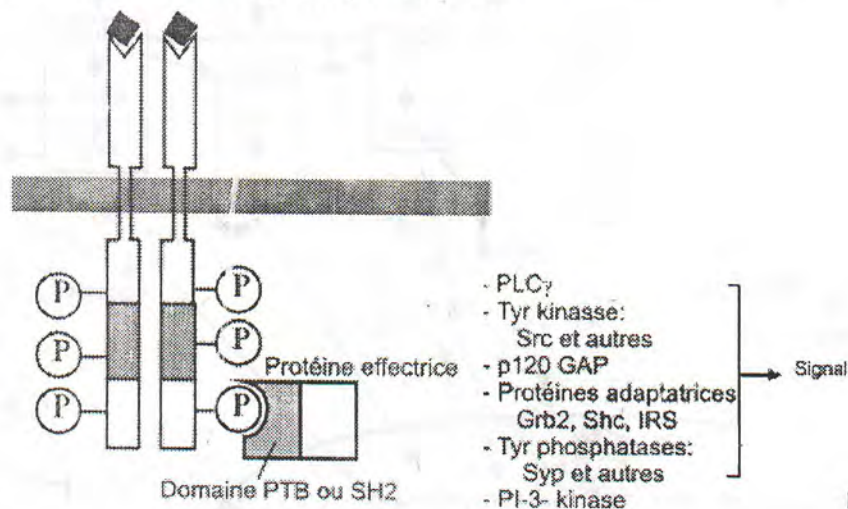 P
P
P
P
P
P
Protéine effectrice
Domaine PTB ou SH2
- PLCγ
- Tyr kinasse:
Src et autres
- p120 GAP
- Protéines adaptatrices
Grb2, Shc, IRS
- Tyr phosphatases:
Syp et autres
- PI-3- kinase
Signal